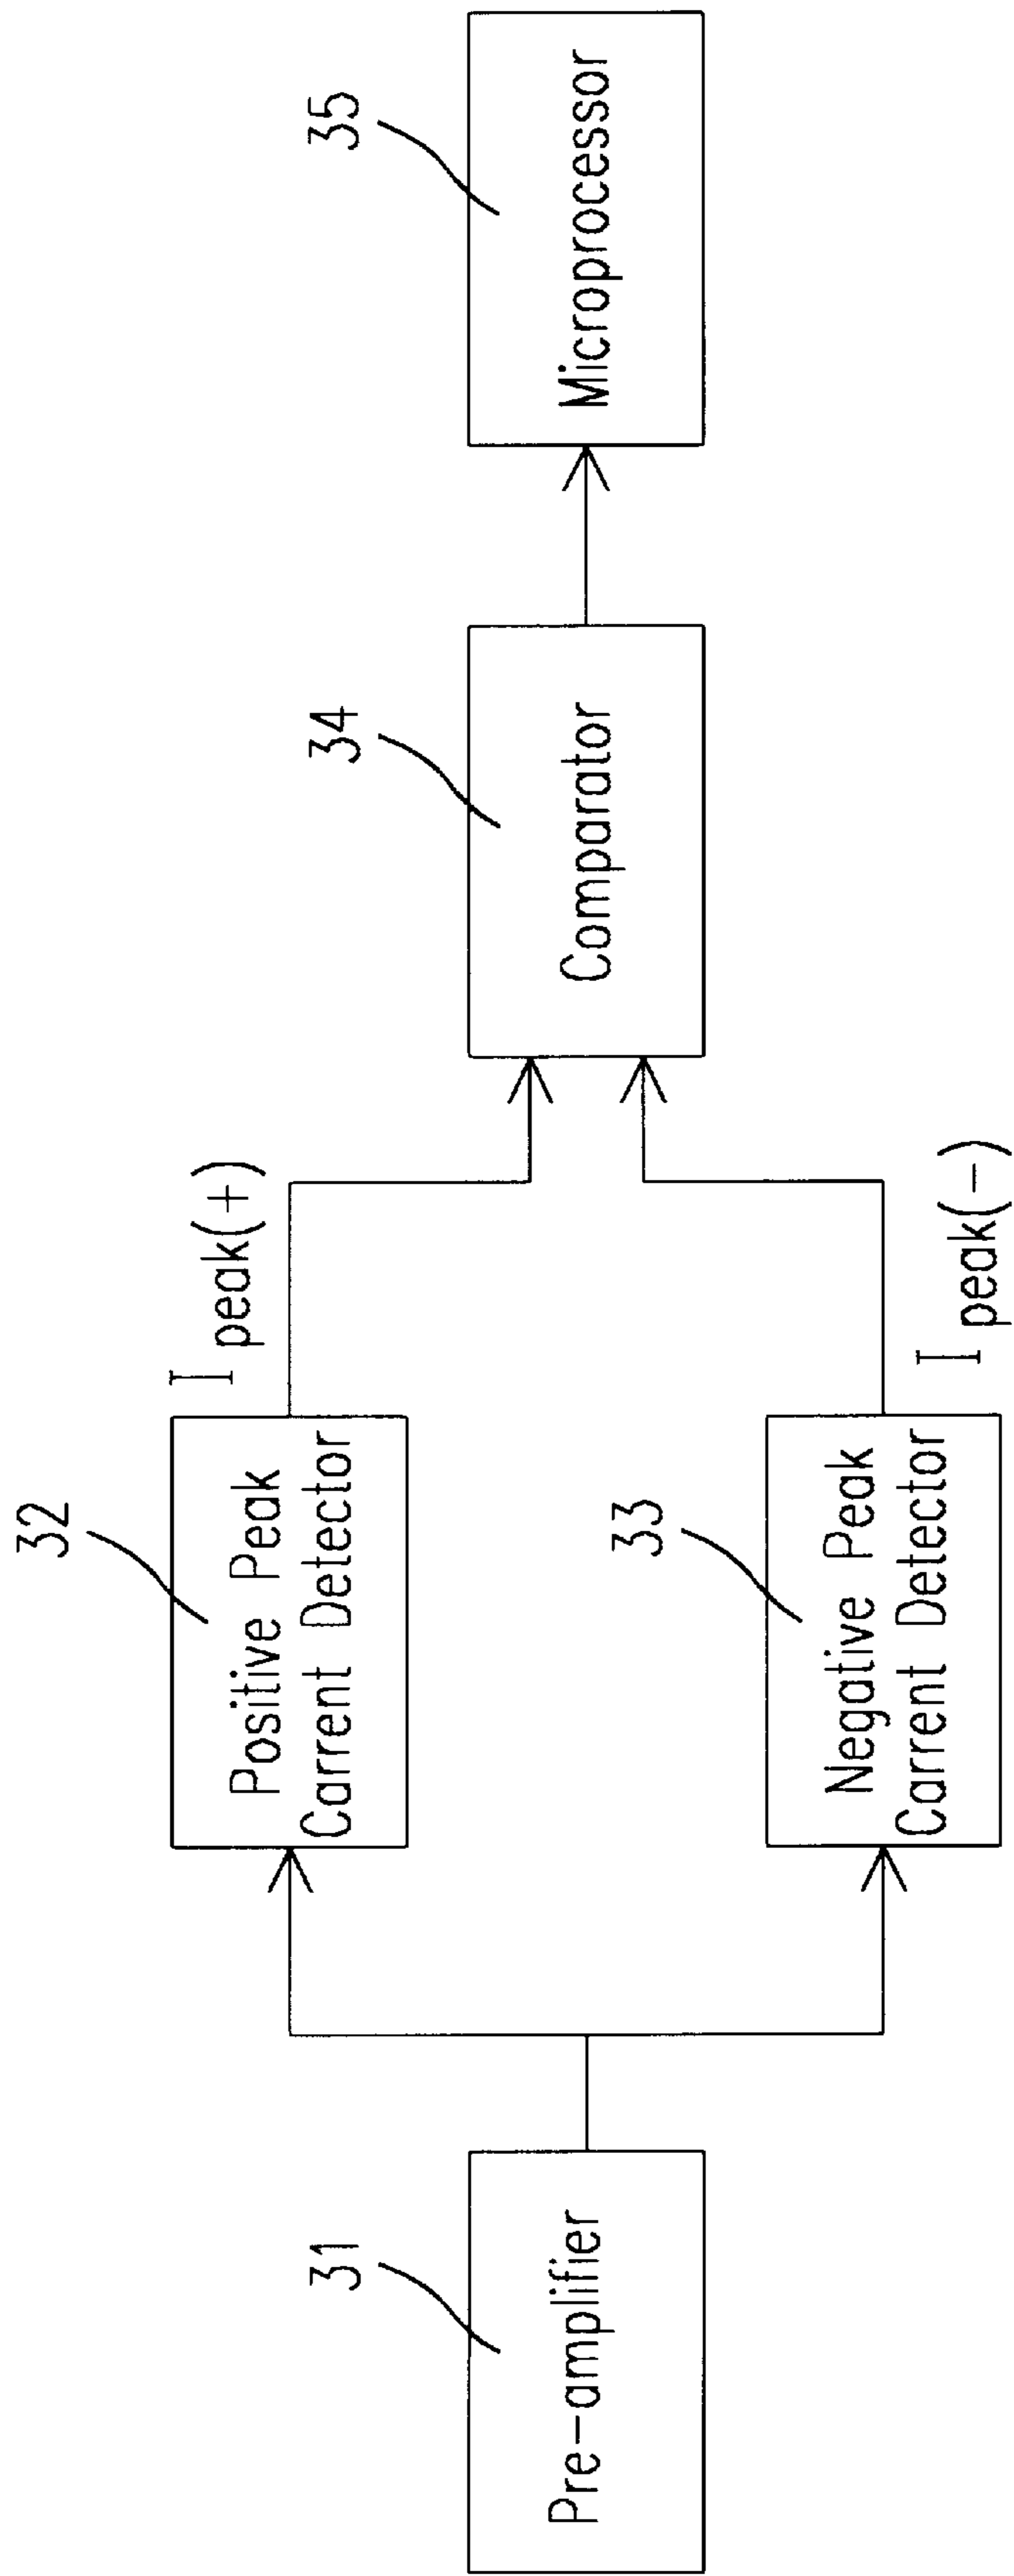 31
Pre-amplifier
32
Positive Peak
Carrent Detector
I peak(+)
33
Negative Peak
Carrent Detector
I peak(-)
34
Comparator
35
Microprocessor